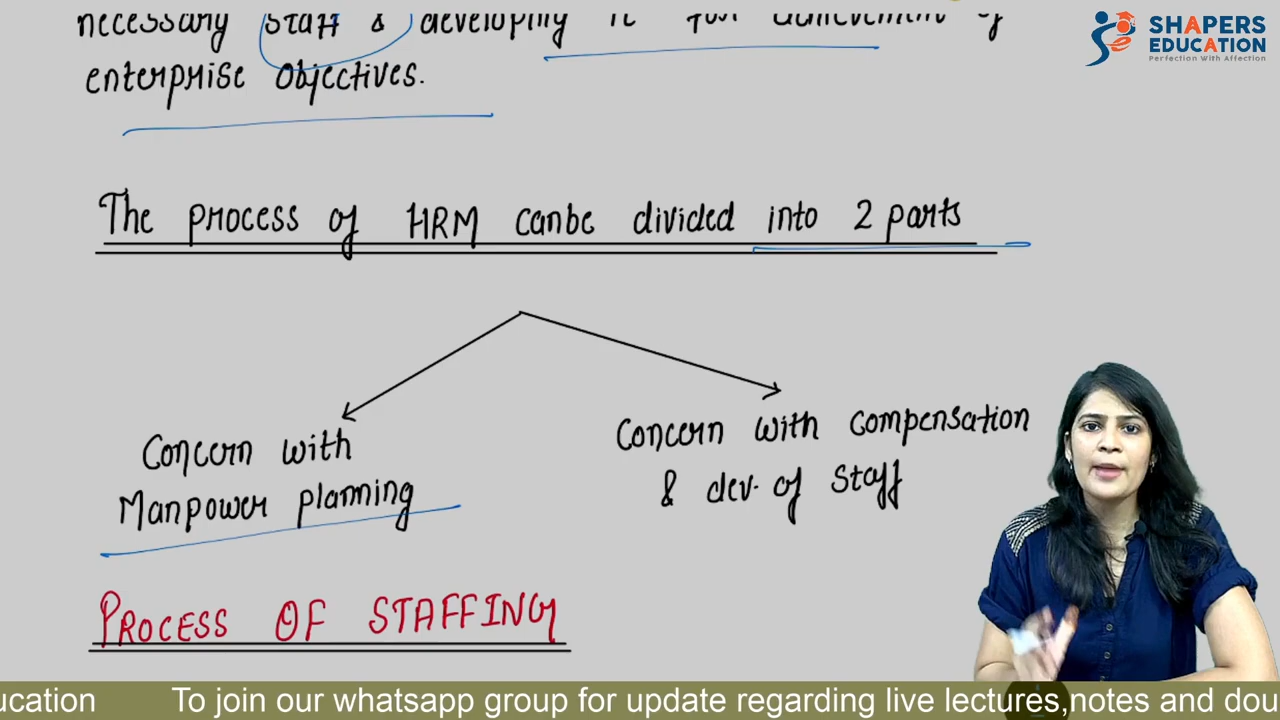 necessary staff & developing it for achievement of
enterprise objectives.
SHAPERS
EDUCATION
Perfection With Affection
The process of HRM canbe divided into 2 parts
Concern with
Manpower planning
Concern with compensation
& dev. of staff
PROCESS OF STAFFING
ucation To join our whatsapp group for update regarding live lectures,notes and dou